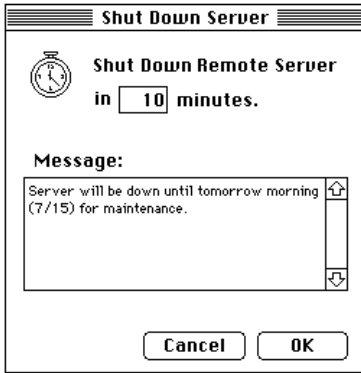 Shut Down Server
Shut Down Remote Server
in 10 minutes.
Message:
Server will be down until tomorrow morning
(7/15) for maintenance.
Cancel OK